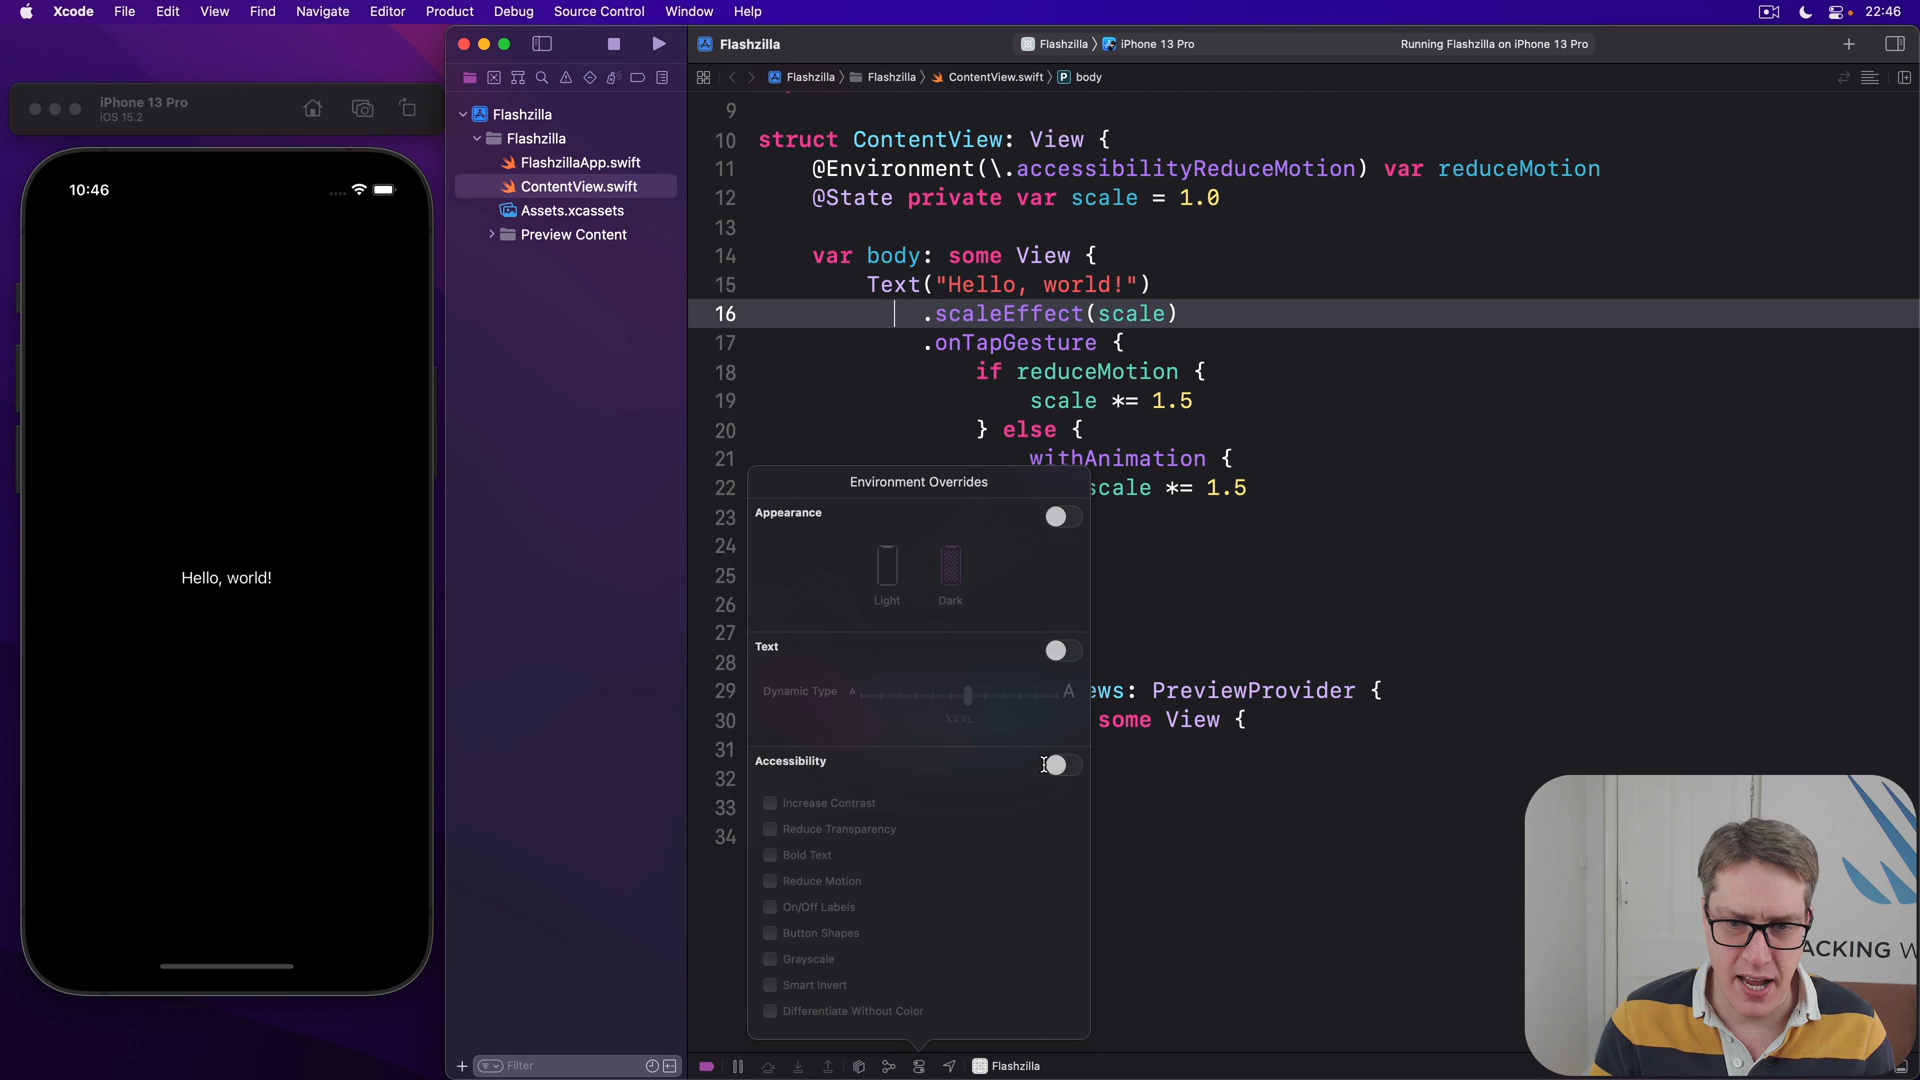 Xcode File Edit View Find Navigate Editor Product Debug Source Control Window Help 22:46
Flashzilla Flashzilla iPhone 13 Pro Running Flashzilla on iPhone 13 Pro
Flashzilla Flashzilla ContentView.swift P body
iPhone 13 Pro
iOS 15.2
10:46
Hello, world!
Flashzilla
Flashzilla
FlashzillaApp.swift
ContentView.swift
Assets.xcassets
Preview Content
Filter
9
10 struct ContentView: View {
11 @Environment(\.accessibilityReduceMotion) var reduceMotion
12 @State private var scale = 1.0
13
14 var body: some View {
15 Text("Hello, world!")
16 .scaleEffect(scale)
17 .onTapGesture {
18 if reduceMotion {
19 scale *= 1.5
20 } else {
21 withAnimation {
22 scale *= 1.5
23
24
25
26
27
28
29 ews: PreviewProvider {
30 some View {
31
32
33
34
Environment Overrides
Appearance
Light Dark
Text
Dynamic Type A A
XXXL
Accessibility
Increase Contrast
Reduce Transparency
Bold Text
Reduce Motion
On/Off Labels
Button Shapes
Grayscale
Smart Invert
Differentiate Without Color
Flashzilla
ACKING W